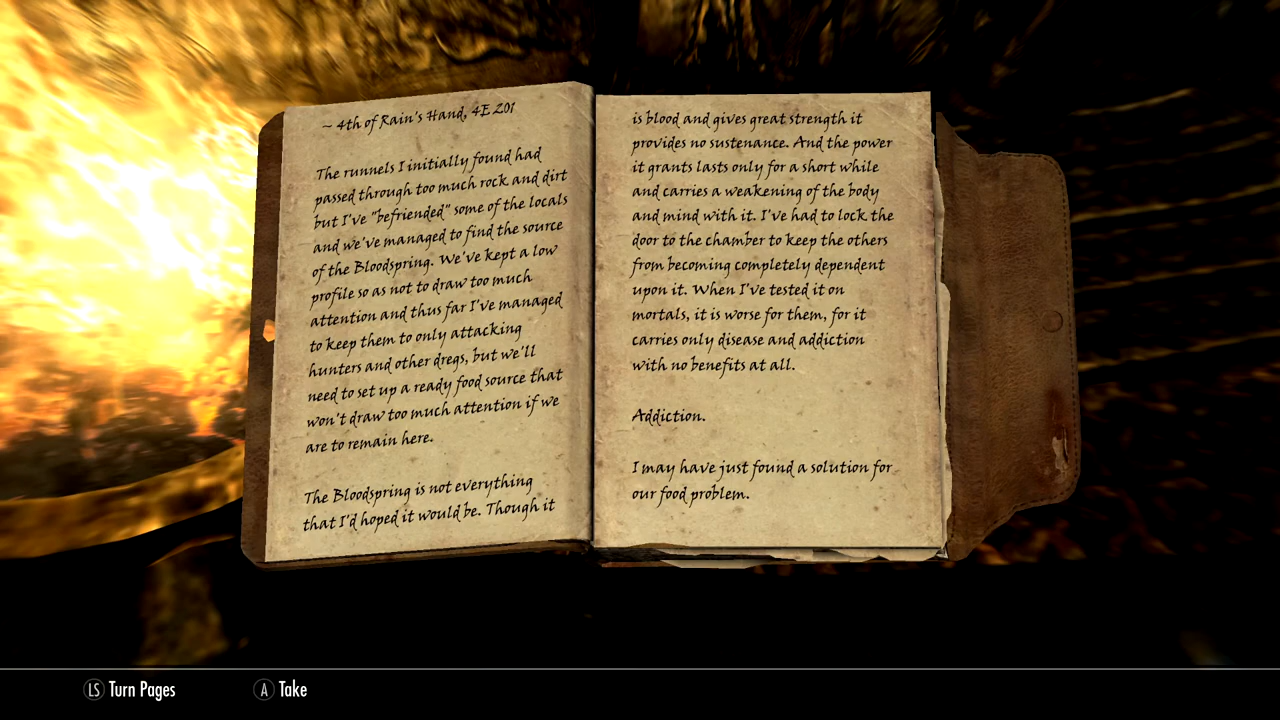 ~ 4th of Rain's Hand, 4E 201
The runnels I initially found had
passed through too much rock and dirt
but I've "befriended" some of the locals
and we've managed to find the source
of the Bloodspring. We've kept a low
profile so as not to draw too much
attention and thus far I've managed
to keep them to only attacking
hunters and other dregs, but we'll
need to set up a ready food source that
won't draw too much attention if we
are to remain here.
The Bloodspring is not everything
that I'd hoped it would be. Though it
is blood and gives great strength it
provides no sustenance. And the power
it grants lasts only for a short while
and carries a weakening of the body
and mind with it. I've had to lock the
door to the chamber to keep the others
from becoming completely dependent
upon it. When I've tested it on
mortals, it is worse for them, for it
carries only disease and addiction
with no benefits at all.
Addiction.
I may have just found a solution for
our food problem.
LS Turn Pages
A Take